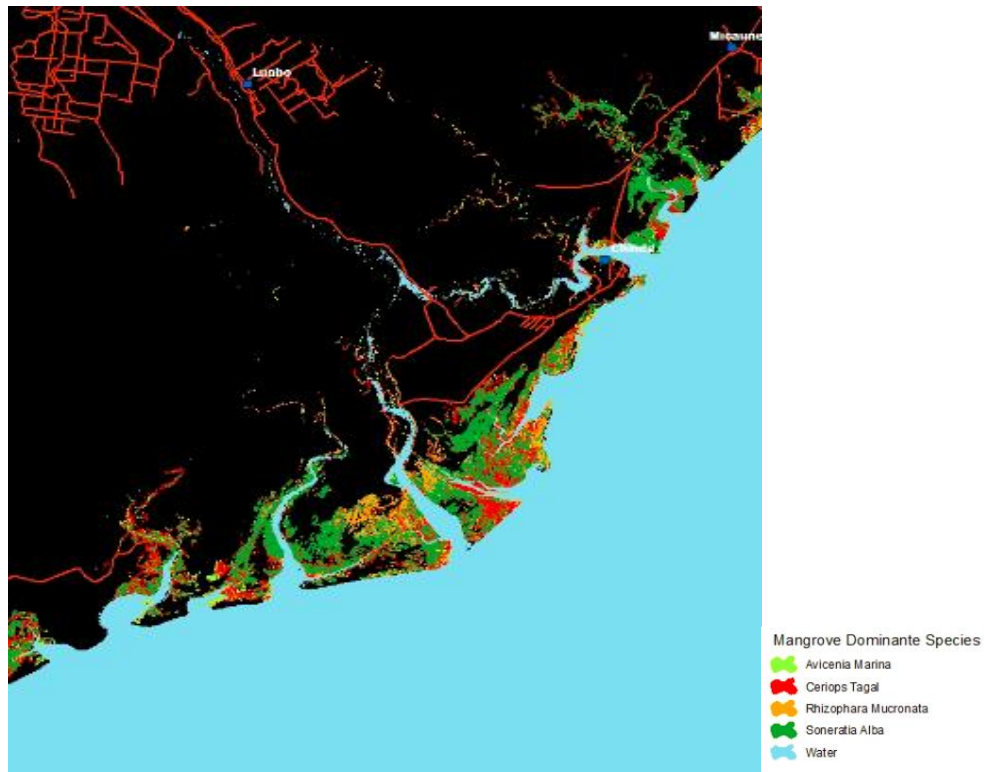 Micaune
Luabo
Mangrove Dominante Species
Avicenia Marina
Ceriops Tagal
Rhizophara Mucronata
Soneratia Alba
Water